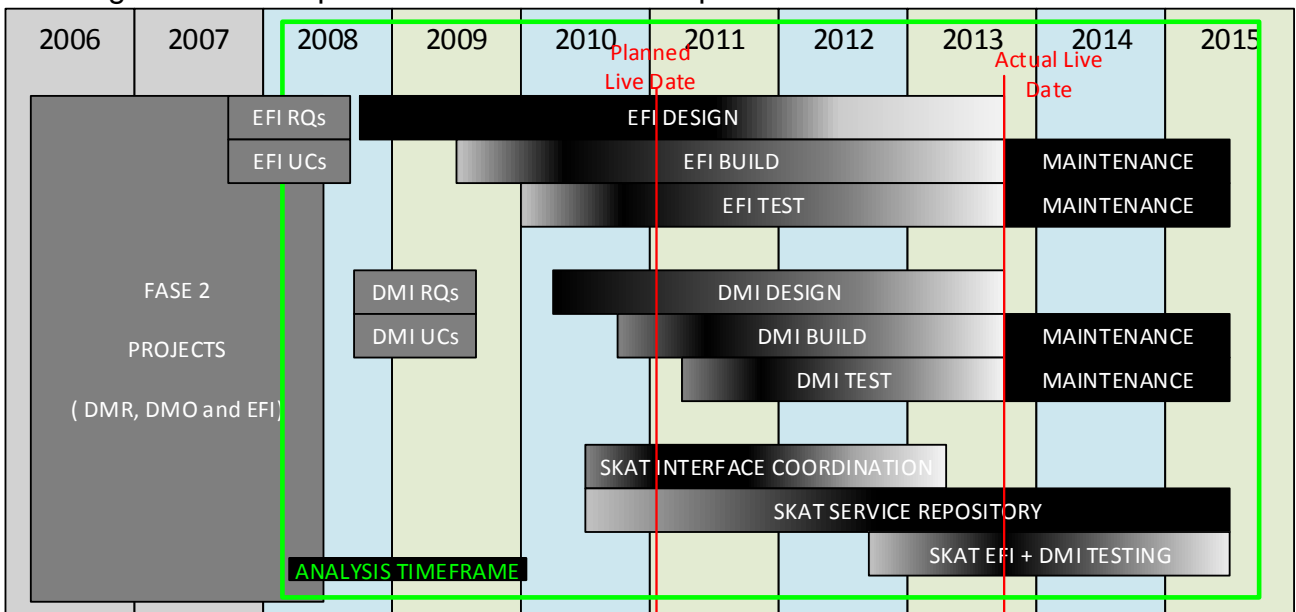 2006 2007 2008 2009 2010 2011 2012 2013 2014 2015
Planned
Live Date
Actual Live
Date
EFI RQs EFI DESIGN
EFI UCs EFI BUILD MAINTENANCE
EFI TEST MAINTENANCE
FASE 2
PROJECTS
( DMR, DMO and EFI)
DMI RQs DMI DESIGN
DMI UCs DMI BUILD MAINTENANCE
DMI TEST MAINTENANCE
SKAT INTERFACE COORDINATION
SKAT SERVICE REPOSITORY
SKAT EFI + DMI TESTING
ANALYSIS TIMEFRAME